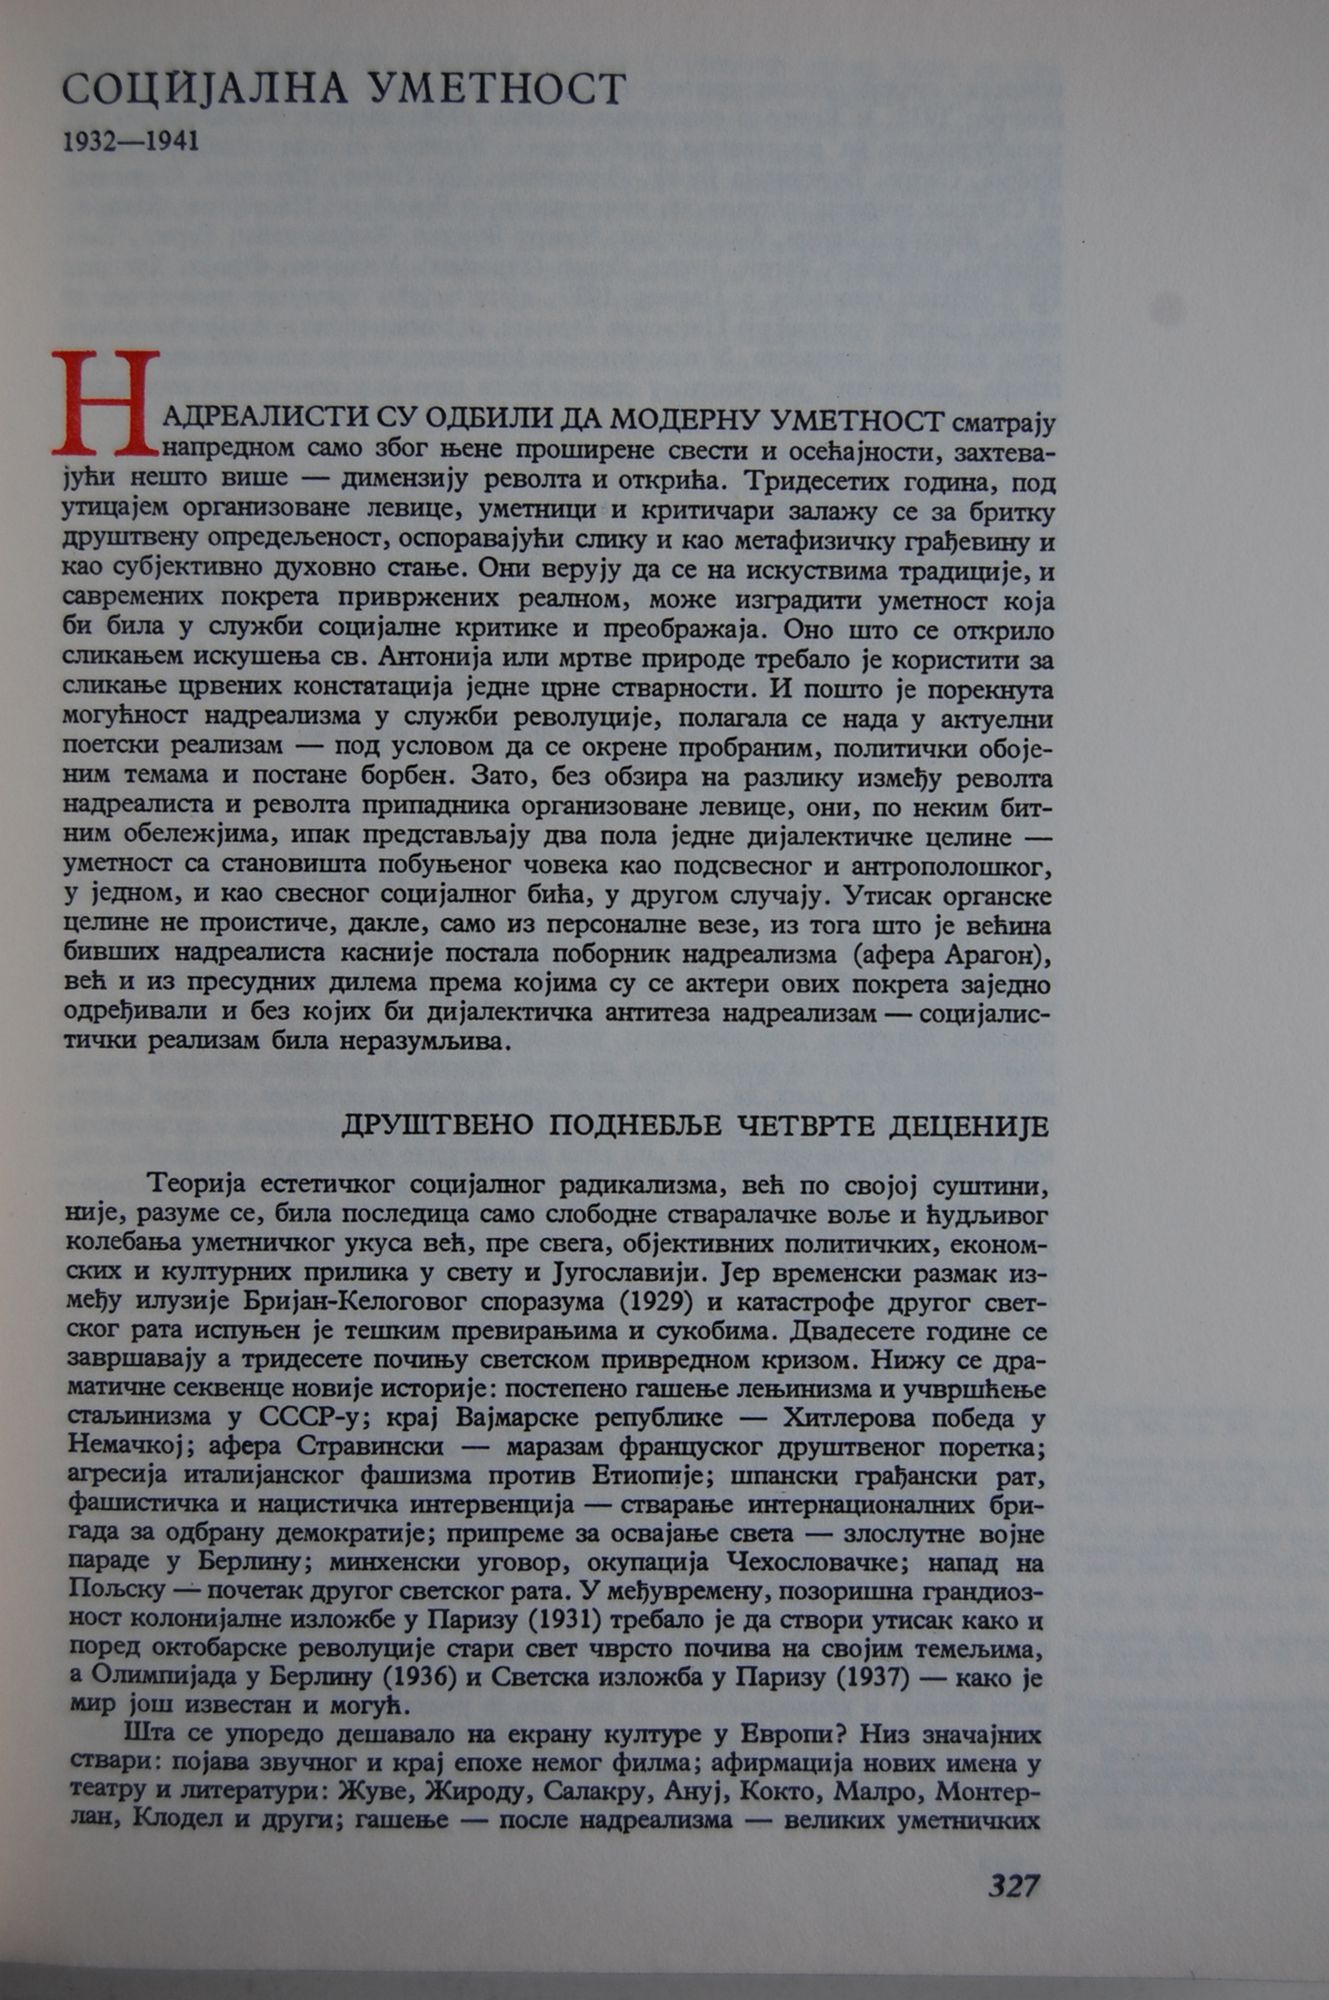 СОЦИЈАЛНА УМЕТНОСТ
1932—1941
НАДРЕАЛИСТИ СУ ОДБИЛИ ДА МОДЕРНУ УМЕТНОСТ сматрају
напредном само због њене проширене свести и осећајности, захтева-
јући нешто више — димензију револта и открића. Тридесетих година, под
утицајем организоване левице, уметници и критичари залажу се за бритку
друштвену опредељеност, оспоравајући слику и као метафизичку грађевину и
као субјективно духовно стање. Они верују да се на искуствима традиције, и
савремених покрета привржених реалном, може изградити уметност која
би била у служби социјалне критике и преображаја. Оно што се открило
сликањем искушења св. Антонија или мртве природе требало је користити за
сликање црвених констатација једне црне стварности. И пошто је порекнута
могућност надреализма у служби револуције, полагала се нада у актуелни
поетски реализам — под условом да се окрене пробраним, политички обоје-
ним темама и постане борбен. Зато, без обзира на разлику између револта
надреалиста и револта припадника организоване левице, они, по неким бит-
ним обележјима, ипак представљају два пола једне дијалектичке целине —
уметност са становишта побуњеног човека као подсвесног и антрополошког,
у једном, и као свесног социјалног бића, у другом случају. Утисак органске
целине не проистиче, дакле, само из персоналне везе, из тога што је већина
бивших надреалиста касније постала поборник надреализма (афера Арагон),
већ и из пресудних дилема према којима су се актери ових покрета заједно
одређивали и без којих би дијалектичка антитеза надреализам — социјалис-
тички реализам била неразумљива.
ДРУШТВЕНО ПОДНЕБЉЕ ЧЕТВРТЕ ДЕЦЕНИЈЕ
Теорија естетичког социјалног радикализма, већ по својој суштини,
није, разуме се, била последица само слободне стваралачке воље и ћудљивог
колебања уметничког укуса већ, пре свега, објективних политичких, економ-
ских и културних прилика у свету и Југославији. Јер временски размак из-
међу илузије Бријан-Келоговог споразума (1929) и катастрофе другог свет-
ског рата испуњен је тешким превирањима и сукобима. Двадесете године се
завршавају а тридесете почињу светском привредном кризом. Нижу се дра-
матичне секвенце новије историје: постепено гашење лењинизма и учвршћење
стаљинизма у СССР-у; крај Вајмарске републике — Хитлерова победа у
Немачкој; афера Стравински — маразам француског друштвеног поретка;
агресија италијанског фашизма против Етиопије; шпански грађански рат,
фашистичка и нацистичка интервенција — стварање интернационалних бри-
гада за одбрану демократије; припреме за освајање света — злослутне војне
параде у Берлину; минхенски уговор, окупација Чехословачке; напад на
Пољску — почетак другог светског рата. У међувремену, позоришна грандиоз-
ност колонијалне изложбе у Паризу (1931) требало је да створи утисак како и
поред октобарске револуције стари свет чврсто почива на својим темељима,
а Олимпијада у Берлину (1936) и Светска изложба у Паризу (1937) — како је
мир још известан и могућ.
Шта се упоредо дешавало на екрану културе у Европи? Низ значајних
ствари: појава звучног и крај епохе немог филма; афирмација нових имена у
театру и литератури: Жуве, Жироду, Салакру, Ануј, Кокто, Малро, Монтер-
лан, Клодел и други; гашење — после надреализма — великих уметничких
327